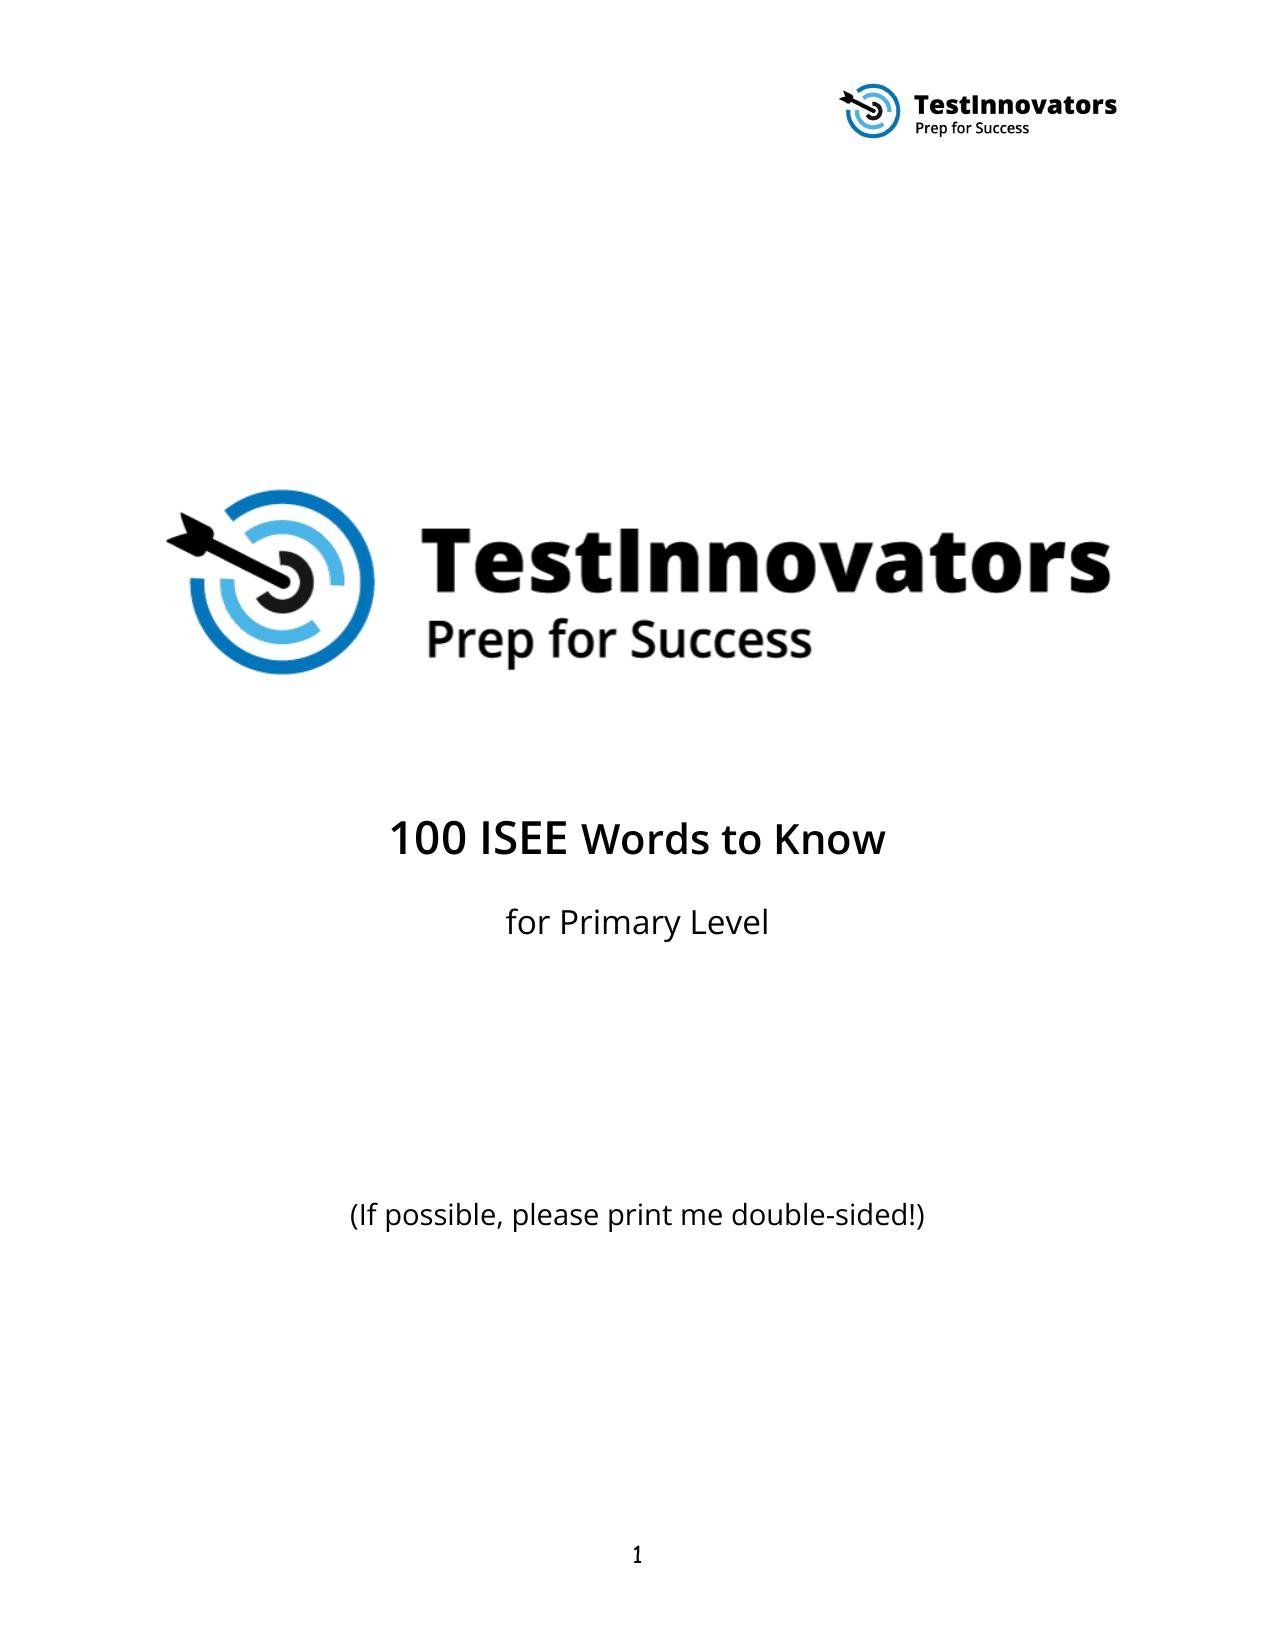 TestInnovators
Prep for Success
TestInnovators
Prep for Success
100 ISEE Words to Know
for Primary Level
(If possible, please print me double-sided!)
1